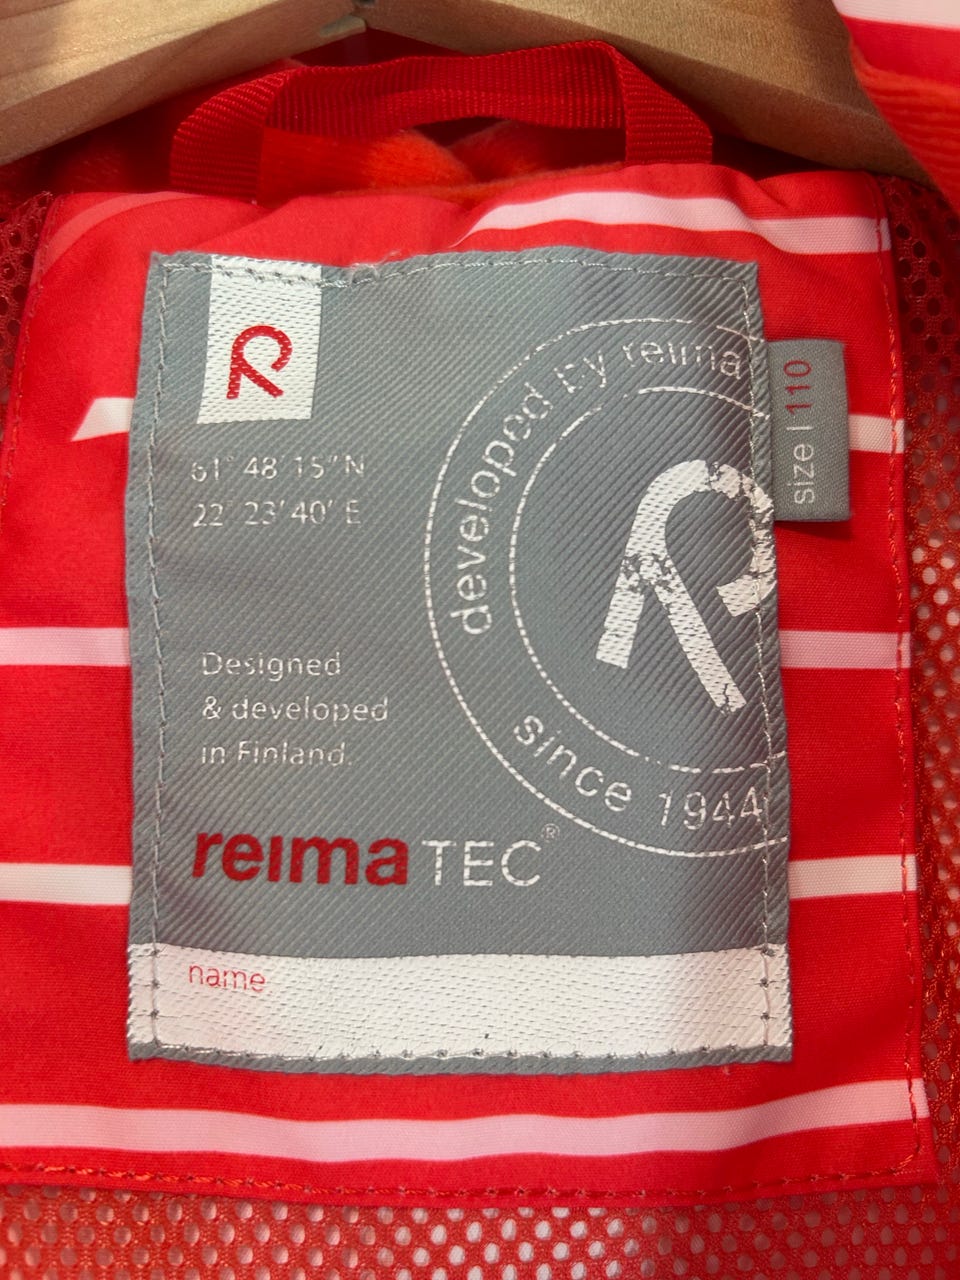 R
61° 48′ 15″ N
22° 23′ 40′ E
developed by reima
since 1944
R
size | 110
Designed
& developed
in Finland.
reima TEC®
name